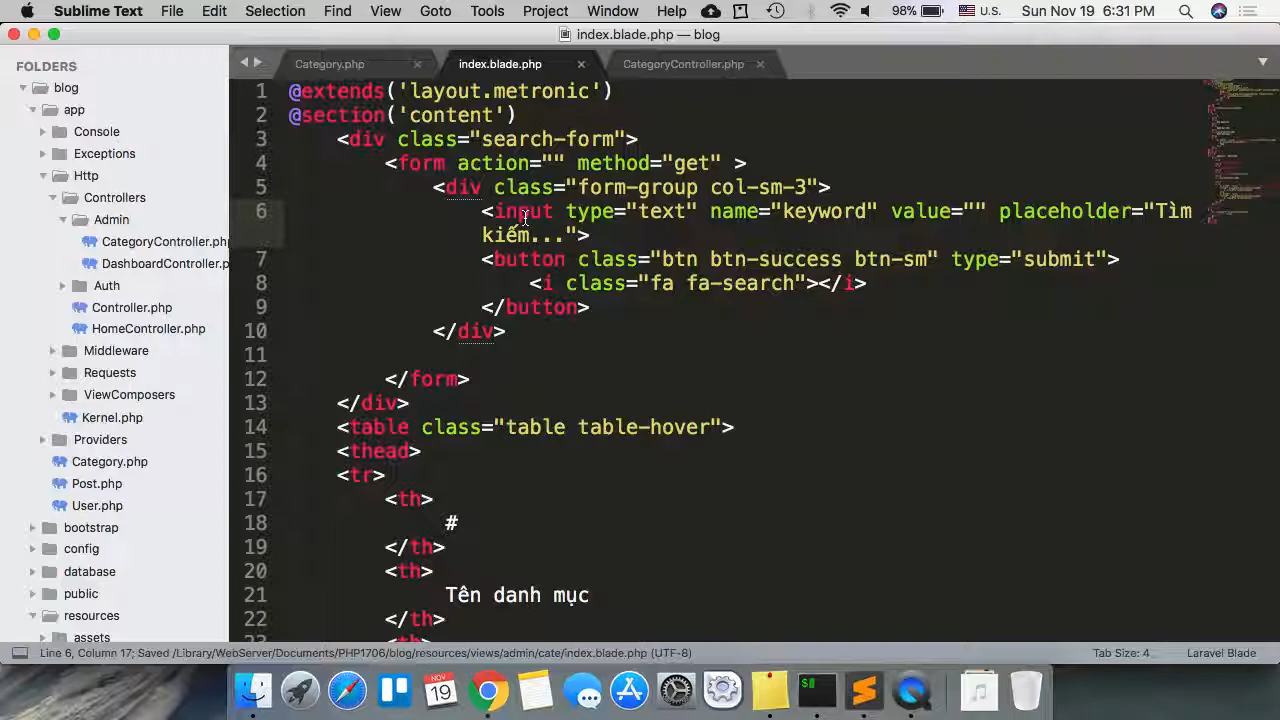 Sublime Text File Edit Selection Find View Goto Tools Project Window Help 98% U.S. Sun Nov 19 6:31 PM
index.blade.php — blog
FOLDERS
blog
app
Console
Exceptions
Http
Controllers
Admin
CategoryController.php
DashboardController.p
Auth
Controller.php
HomeController.php
Middleware
Requests
ViewComposers
Kernel.php
Providers
Category.php
Post.php
User.php
bootstrap
config
database
public
resources
assets
Category.php index.blade.php CategoryController.php
1 @extends('layout.metronic')
2 @section('content')
3 <div class="search-form">
4 <form action="" method="get" >
5 <div class="form-group col-sm-3">
6 <input type="text" name="keyword" value="" placeholder="Tìm
kiếm...">
7 <button class="btn btn-success btn-sm" type="submit">
8 <i class="fa fa-search"></i>
9 </button>
10 </div>
11
12 </form>
13 </div>
14 <table class="table table-hover">
15 <thead>
16 <tr>
17 <th>
18 #
19 </th>
20 <th>
21 Tên danh mục
22 </th>
23 <th>
Line 6, Column 17; Saved /Library/WebServer/Documents/PHP1706/blog/resources/views/admin/cate/index.blade.php (UTF-8) Tab Size: 4 Laravel Blade
NOV
19